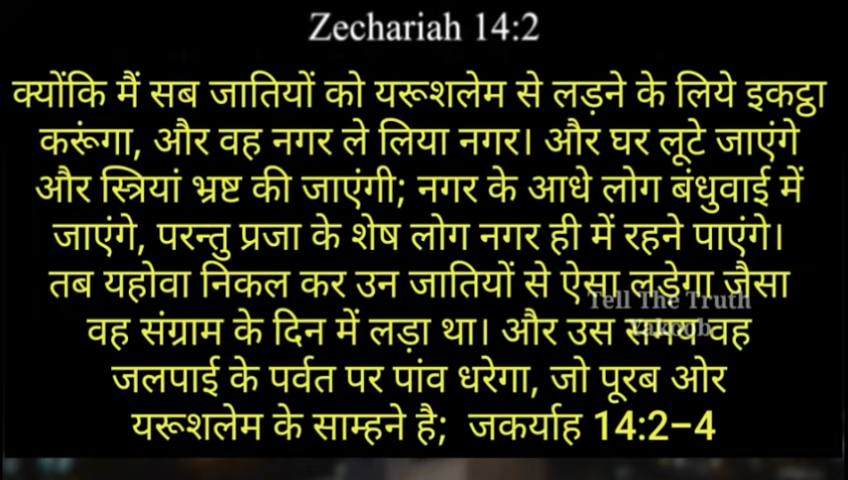 Zechariah 14:2
क्योंकि मैं सब जातियों को यरूशलेम से लड़ने के लिये इकट्ठा
करूंगा, और वह नगर ले लिया नगर। और घर लूटे जाएंगे
और स्त्रियां भ्रष्ट की जाएंगी; नगर के आधे लोग बंधुवाई में
जाएंगे, परन्तु प्रजा के शेष लोग नगर ही में रहने पाएंगे।
तब यहोवा निकल कर उन जातियों से ऐसा लड़ेगा जैसा
Tell The Truth
वह संग्राम के दिन में लड़ा था। और उस समय वह
Yakoob
जलपाई के पर्वत पर पांव धरेगा, जो पूरब ओर
यरूशलेम के साम्हने है; जकर्याह 14:2–4